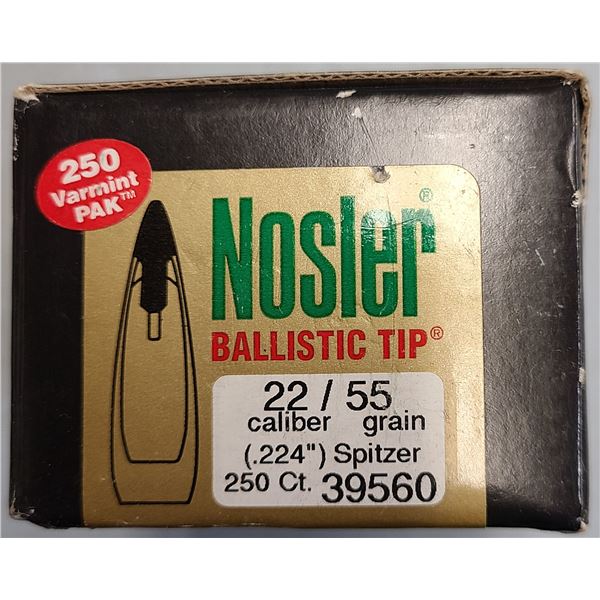 250
Varmint
PAK™
Nosler®
BALLISTIC TIP®
22 / 55
caliber grain
(.224") Spitzer
250 Ct. 39560